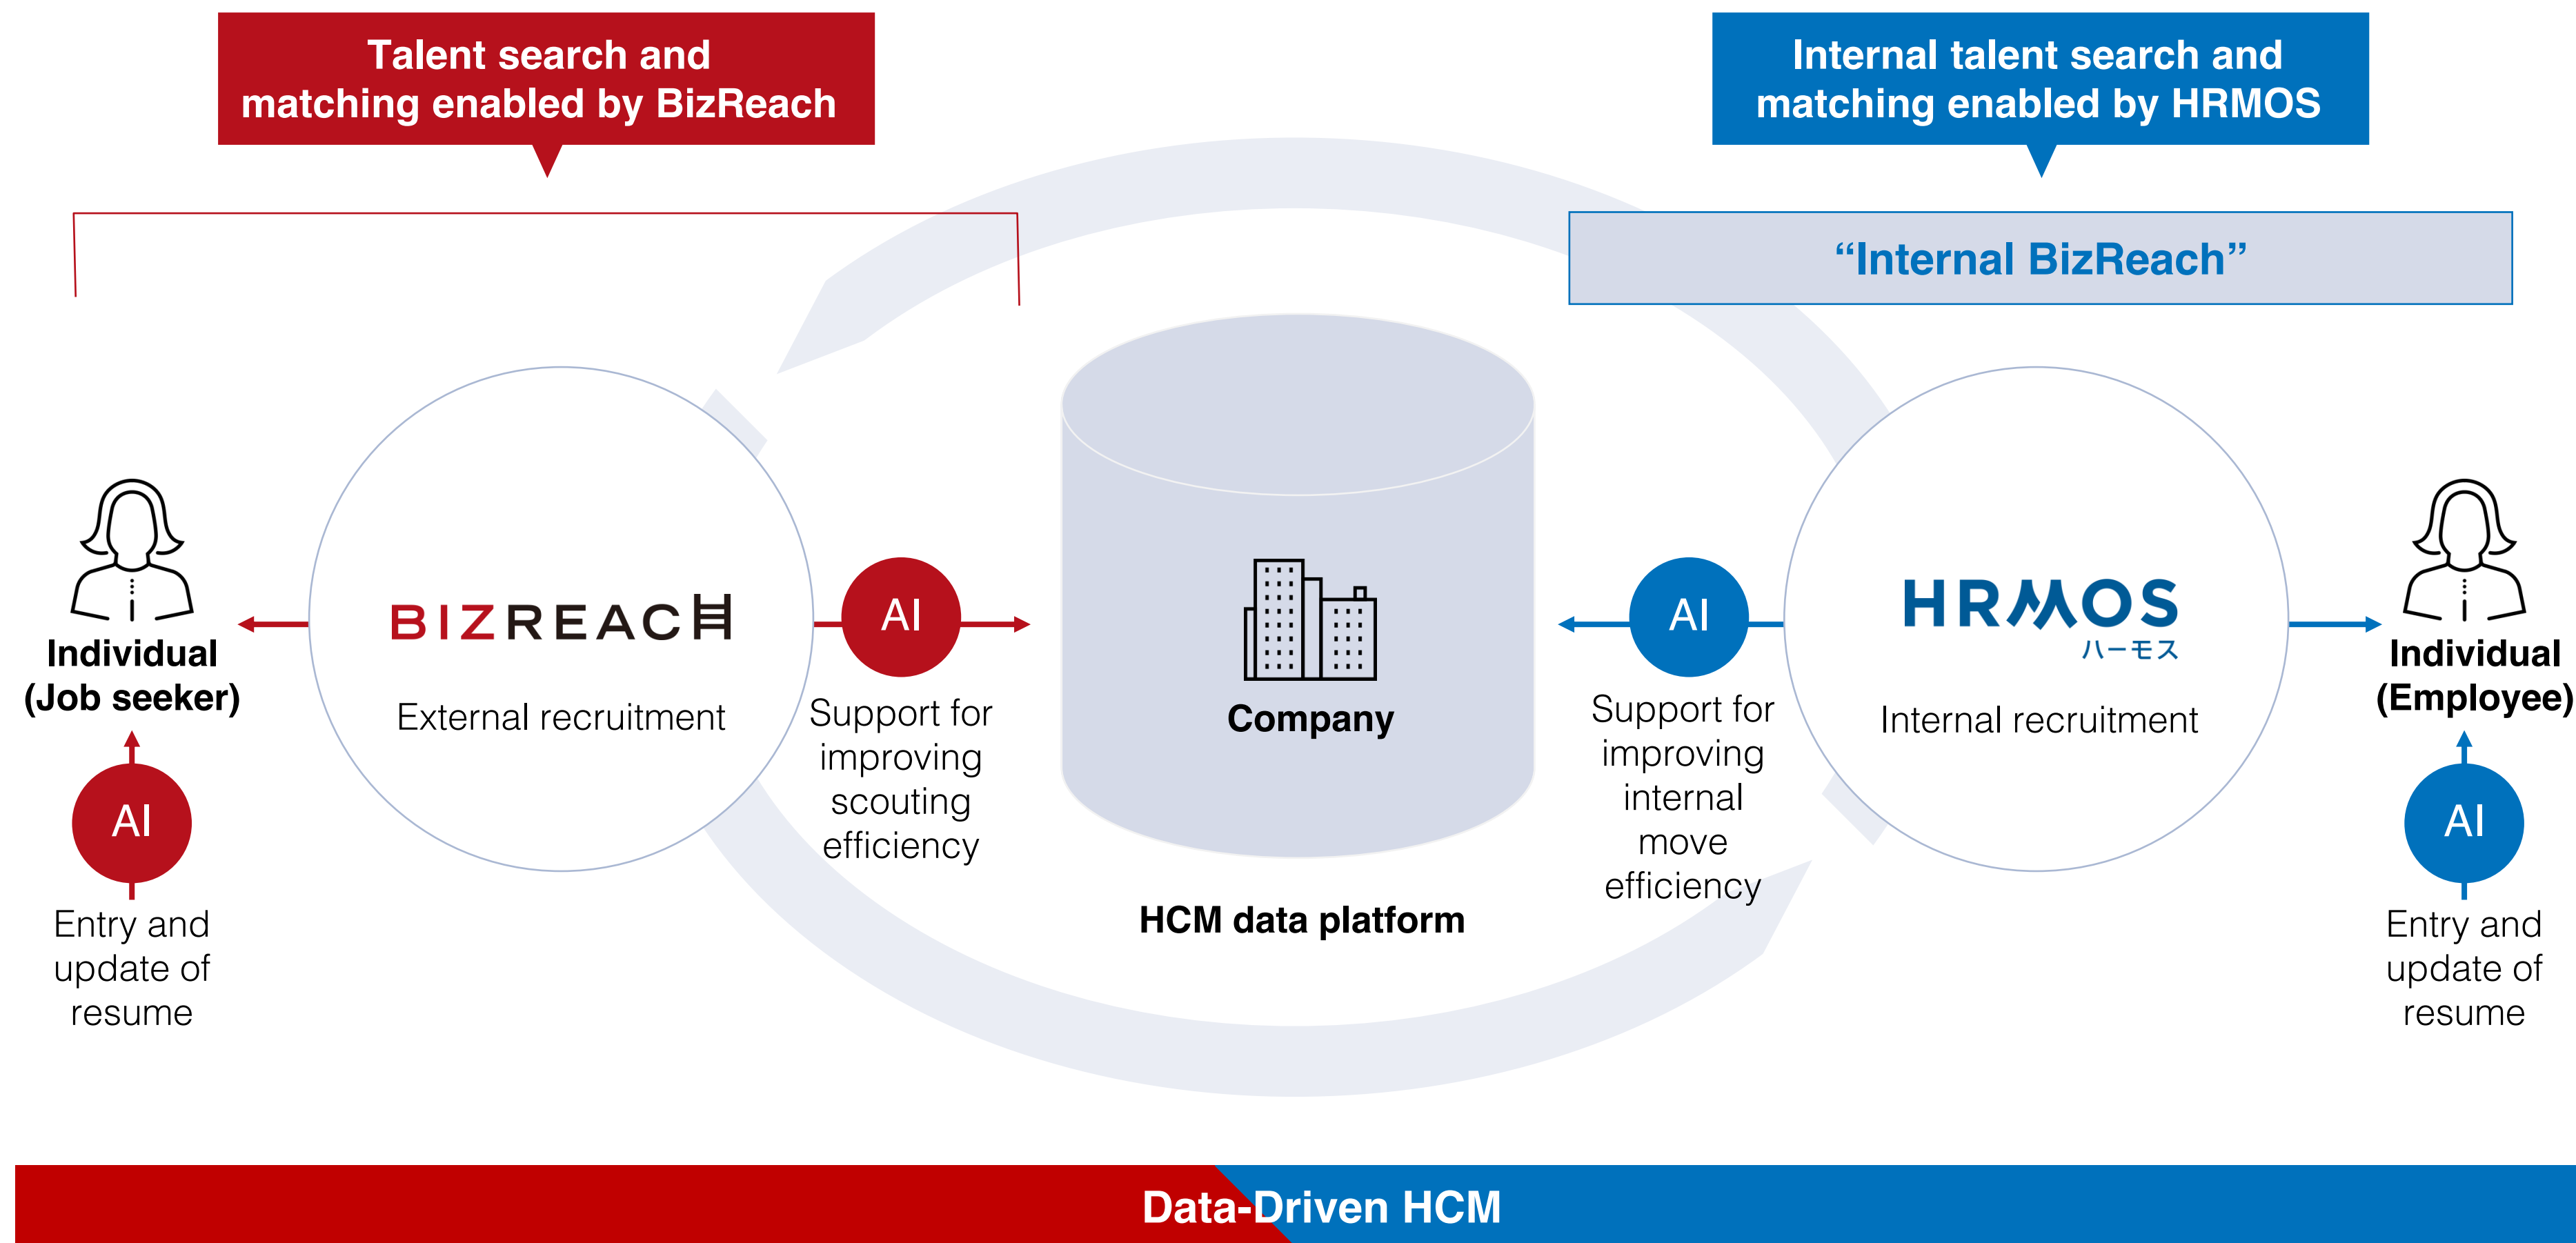 Talent search and
matching enabled by BizReach
Internal talent search and
matching enabled by HRMOS
“Internal BizReach”
Individual
(Job seeker)
AI
Entry and
update of
resume
BIZREACH
External recruitment
AI
Support for
improving
scouting
efficiency
Company
HCM data platform
AI
Support for
improving
internal
move
efficiency
HRMOS
ハーモス
Internal recruitment
Individual
(Employee)
AI
Entry and
update of
resume
Data-Driven HCM